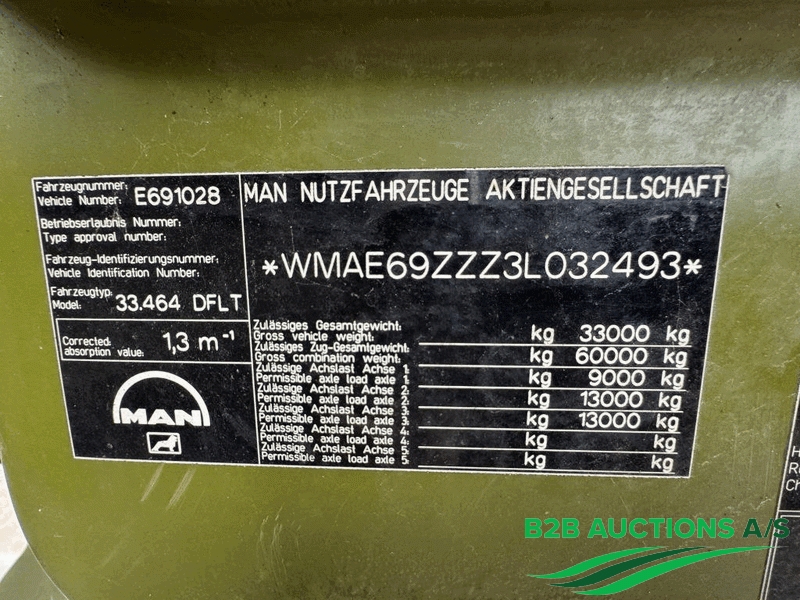 Fahrzeugnummer:
Vehicle Number: E691028
Betriebserlaubnis Nummer:
Type approval number:
Fahrzeug-Identifizierungsnummer:
Vehicle Identification Number:
Fahrzeugtyp:
Model: 33.464 DFLT
Corrected absorption value: 1,3 m⁻¹
MAN
MAN NUTZFAHRZEUGE AKTIENGESELLSCHAFT
*WMAE69ZZZ3L032493*
Zulässiges Gesamtgewicht:
Gross vehicle weight: kg 33000 kg
Zulässiges Zug-Gesamtgewicht:
Gross combination weight: kg 60000 kg
Zulässige Achslast Achse 1:
Permissible axle load axle 1: kg 9000 kg
Zulässige Achslast Achse 2:
Permissible axle load axle 2: kg 13000 kg
Zulässige Achslast Achse 3:
Permissible axle load axle 3: kg 13000 kg
Zulässige Achslast Achse 4:
Permissible axle load axle 4: kg kg
Zulässige Achslast Achse 5:
Permissible axle load axle 5: kg kg
B2B AUCTIONS A/S